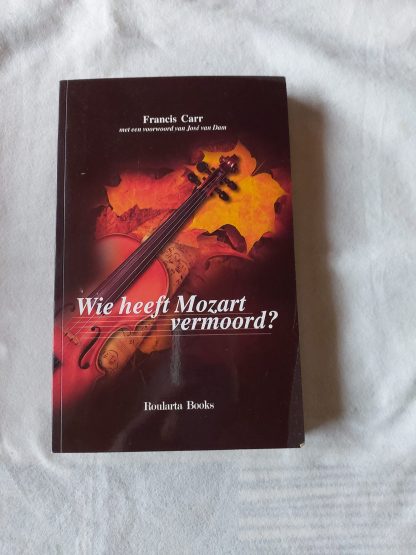 Francis Carr
met een voorwoord van José van Dam
Wie heeft Mozart
vermoord?
Roularta Books